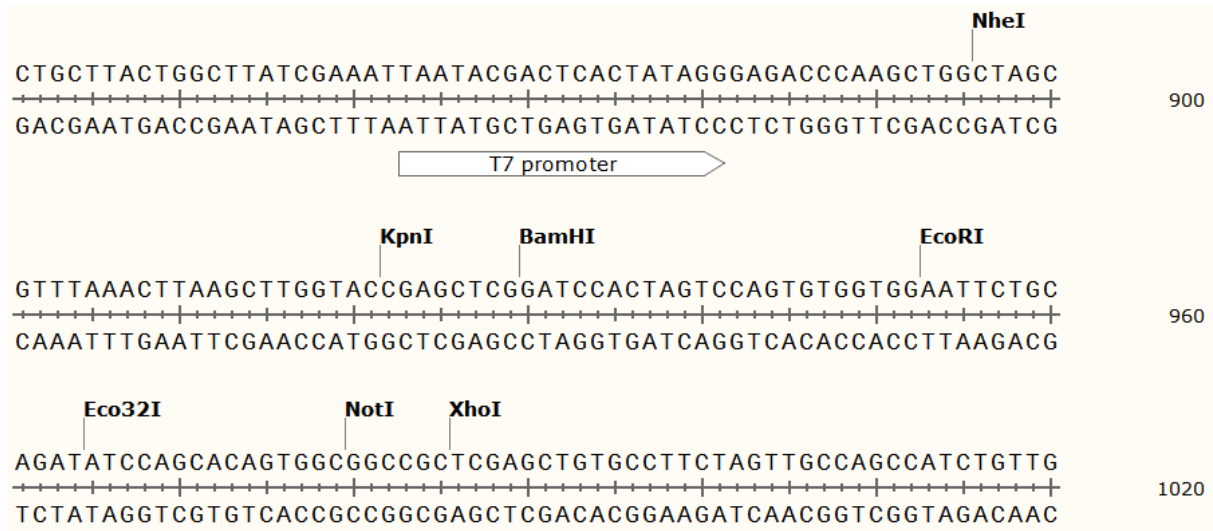 NheI
CTGCTTACTGGCTTATCGAAATTAATACGACTCACTATAGGGAGACCCAAGCTGGCTAGC
900
GACGAATGACCGAATAGCTTTAATTATGCTGAGTGATATCCCTCTGGGTTCGACCGATCG
T7 promoter
KpnI BamHI EcoRI
GTTTAAACTTAAGCTTGGTACCGAGCTCGGATCCACTAGTCCAGTGTGGTGGAATTCTGC
960
CAAATTTGAATTCGAACCATGGCTCGAGCCTAGGTGATCAGGTCACACCACCTTAAGACG
Eco32I NotI XhoI
AGATATCCAGCACAGTGGCGGCCGCTCGAGCTGTGCCTTCTAGTTGCCAGCCATCTGTTG
1020
TCTATAGGTCGTGTCACCGCCGGCGAGCTCGACACGGAAGATCAACGGTCGGTAGACAAC